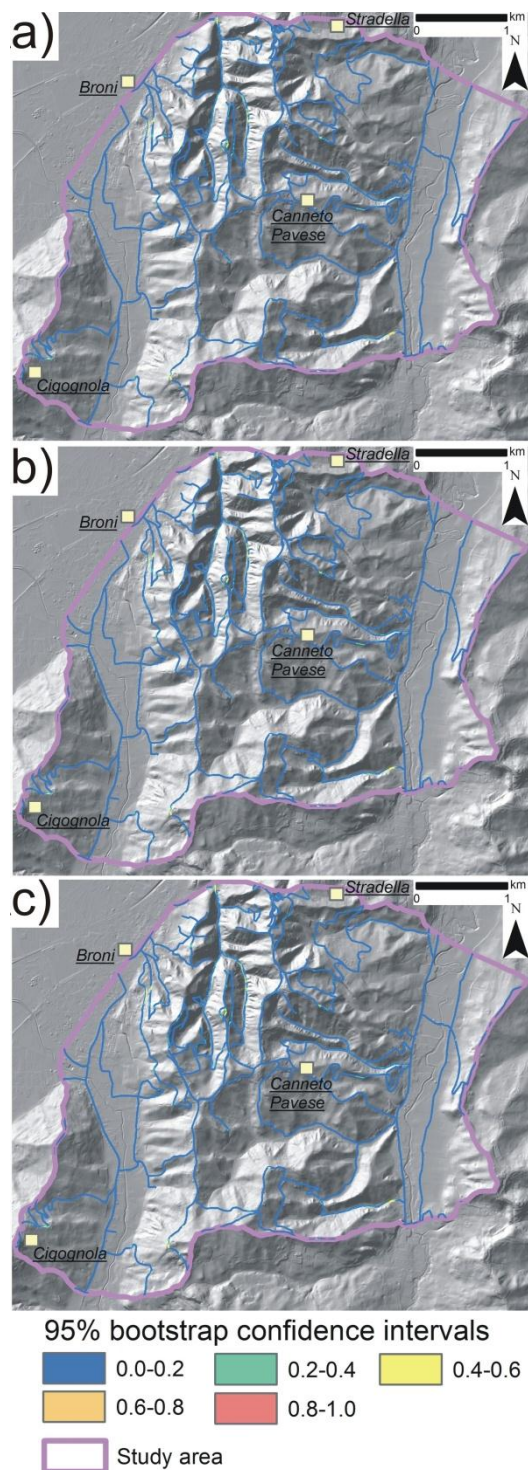 a)
Stradella
km
0 1
N
Broni
Canneto
Pavese
Cigognola
b)
Stradella
km
0 1
N
Broni
Canneto
Pavese
Cigognola
c)
Stradella
km
0 1
N
Broni
Canneto
Pavese
Cigognola
95% bootstrap confidence intervals
0.0-0.2 0.2-0.4 0.4-0.6
0.6-0.8 0.8-1.0
Study area